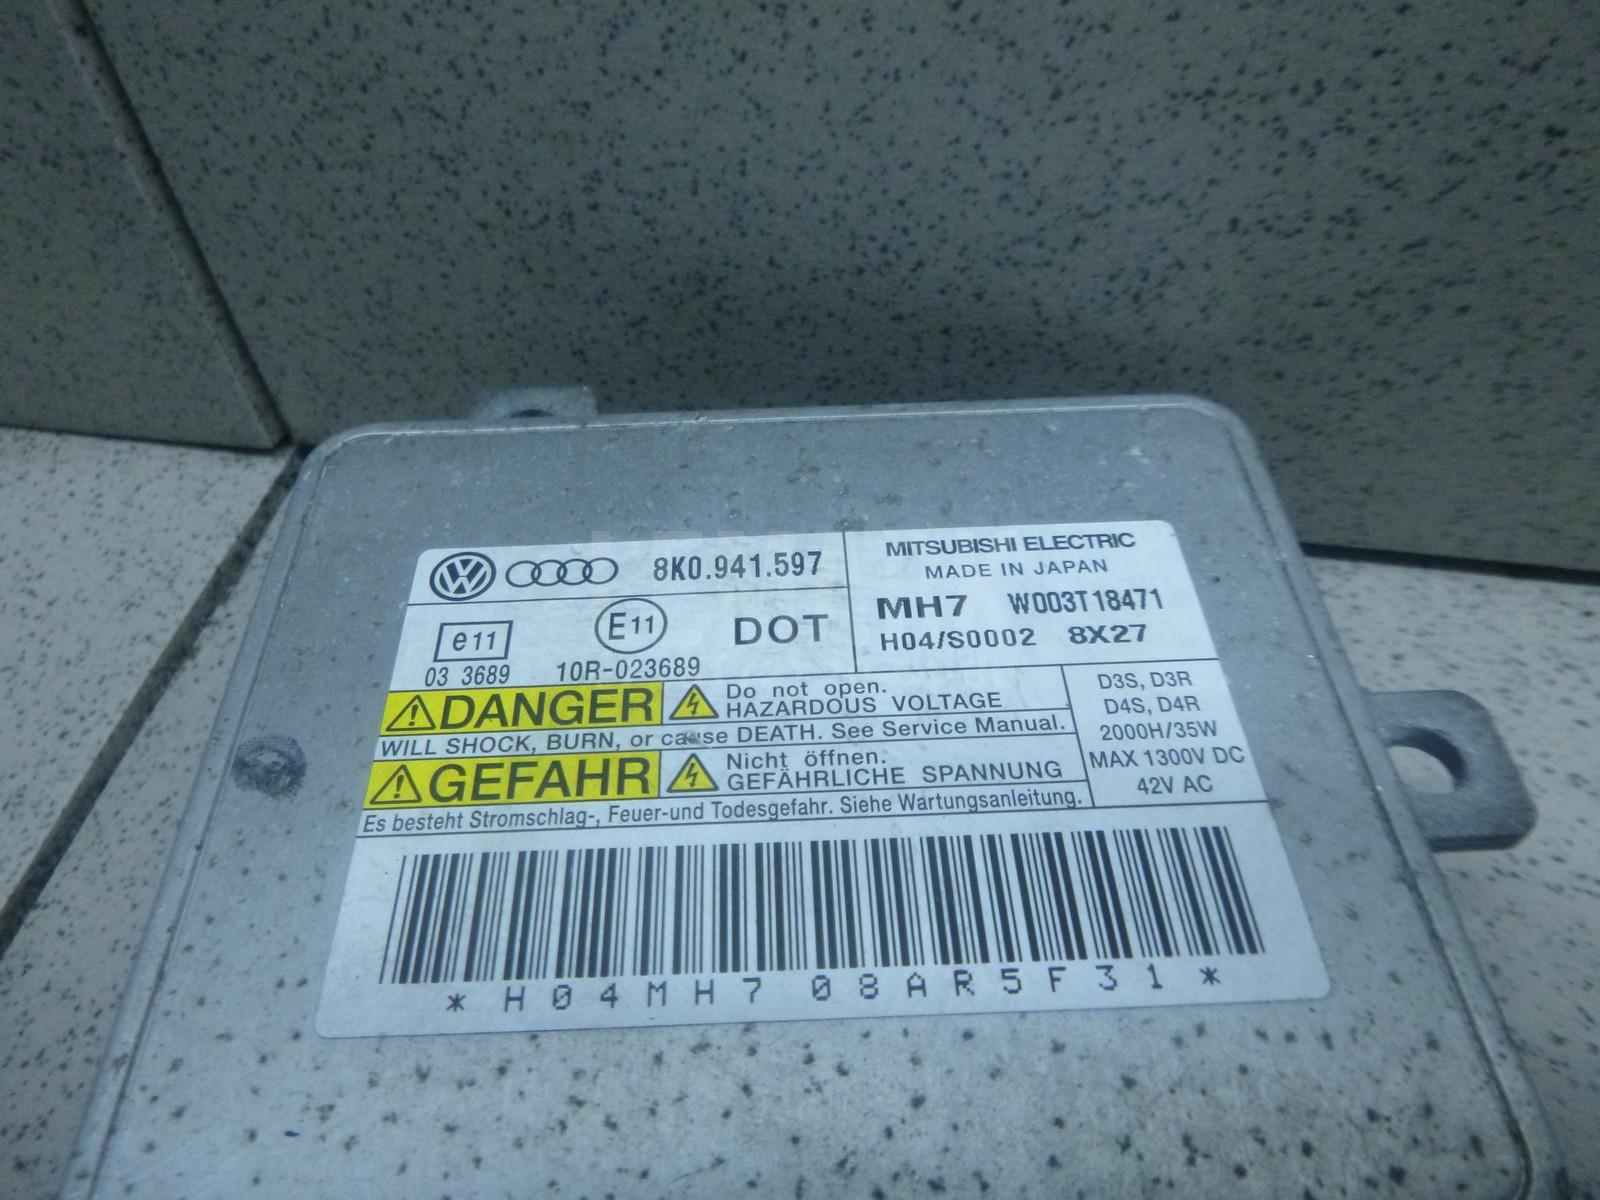 8K0.941.597
MITSUBISHI ELECTRIC
MADE IN JAPAN
MH7 W003T18471
H04/S0002 8X27
e11
E11
DOT
03 3689 10R-023689
DANGER
Do not open.
HAZARDOUS VOLTAGE
WILL SHOCK, BURN, or cause DEATH. See Service Manual.
GEFAHR
Nicht öffnen.
GEFÄHRLICHE SPANNUNG
Es besteht Stromschlag-, Feuer-und Todesgefahr. Siehe Wartungsanleitung.
D3S, D3R
D4S, D4R
2000H/35W
MAX 1300V DC
42V AC
* H04MH7 08AR5F31 *